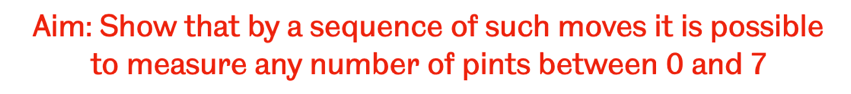 Aim: Show that by a sequence of such moves it is possible
to measure any number of pints between 0 and 7